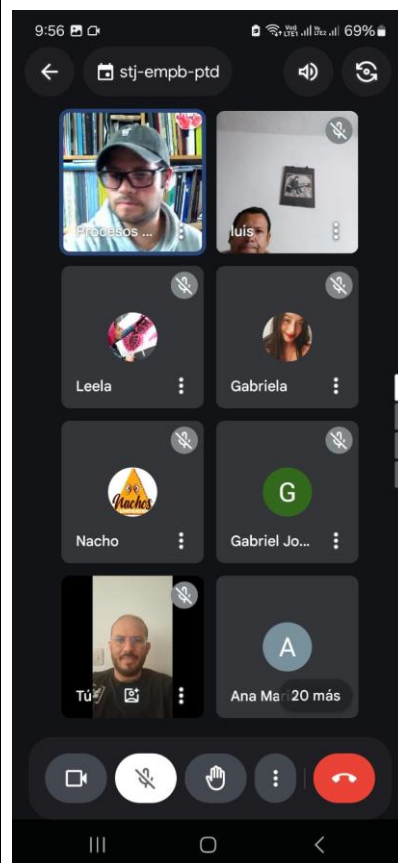 9:56 69%
stj-empb-ptd
Procesos ...
luis
Leela
Gabriela
Nachos
Nacho
G
Gabriel Jo...
Tú
A
Ana Mari 20 más